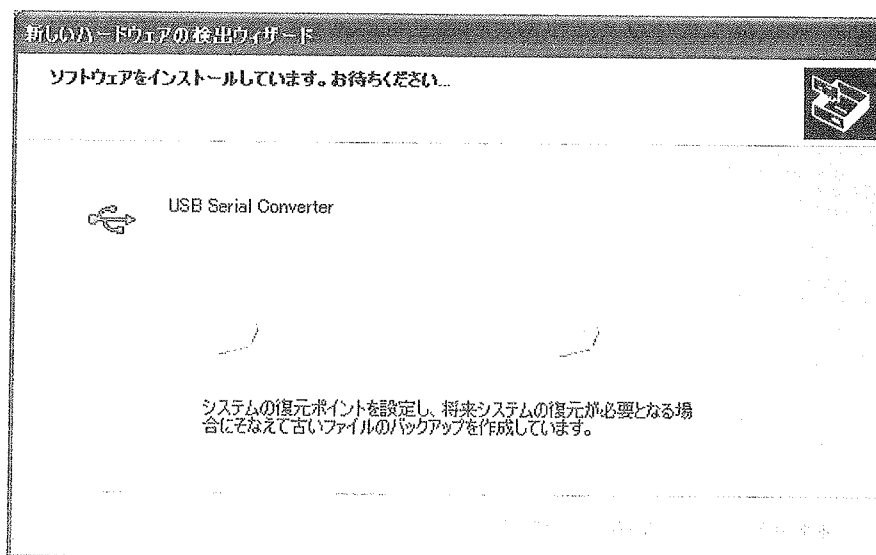 新しいハードウェアの検出ウィザード
ソフトウェアをインストールしています。お待ちください...
USB Serial Converter
システムの復元ポイントを設定し、将来システムの復元が必要となる場
合にそなえて古いファイルのバックアップを作成しています。